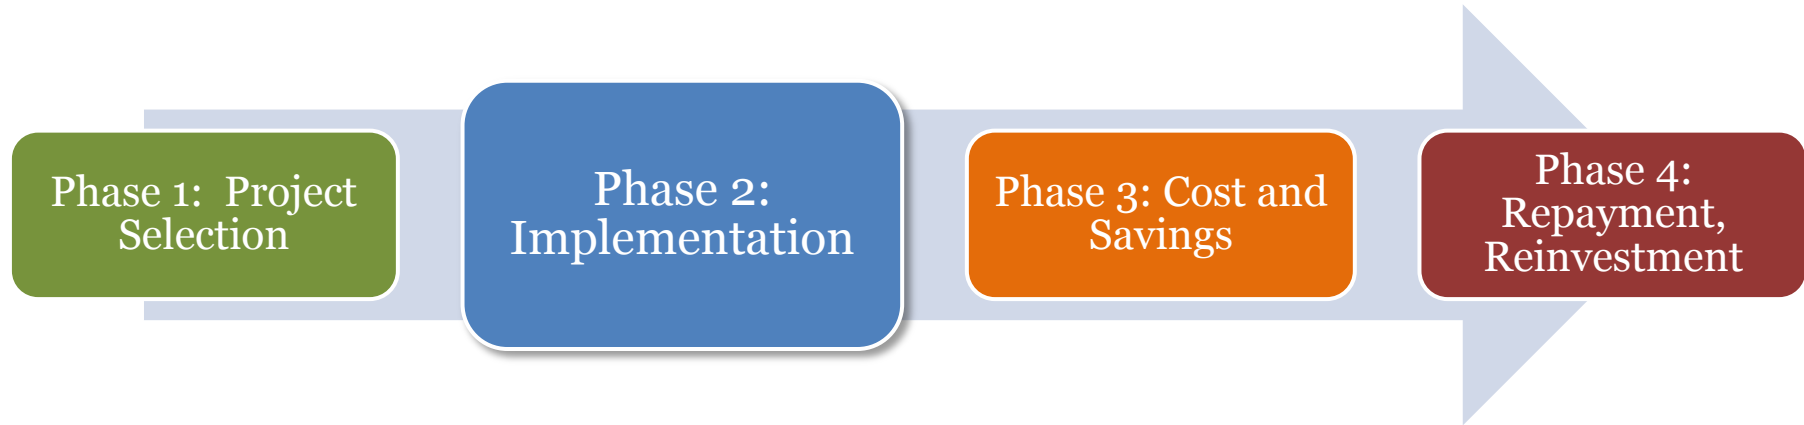 Phase 1:  Project
Selection
Phase 2:
Implementation
Phase 3: Cost and
Savings
Phase 4:
Repayment,
Reinvestment